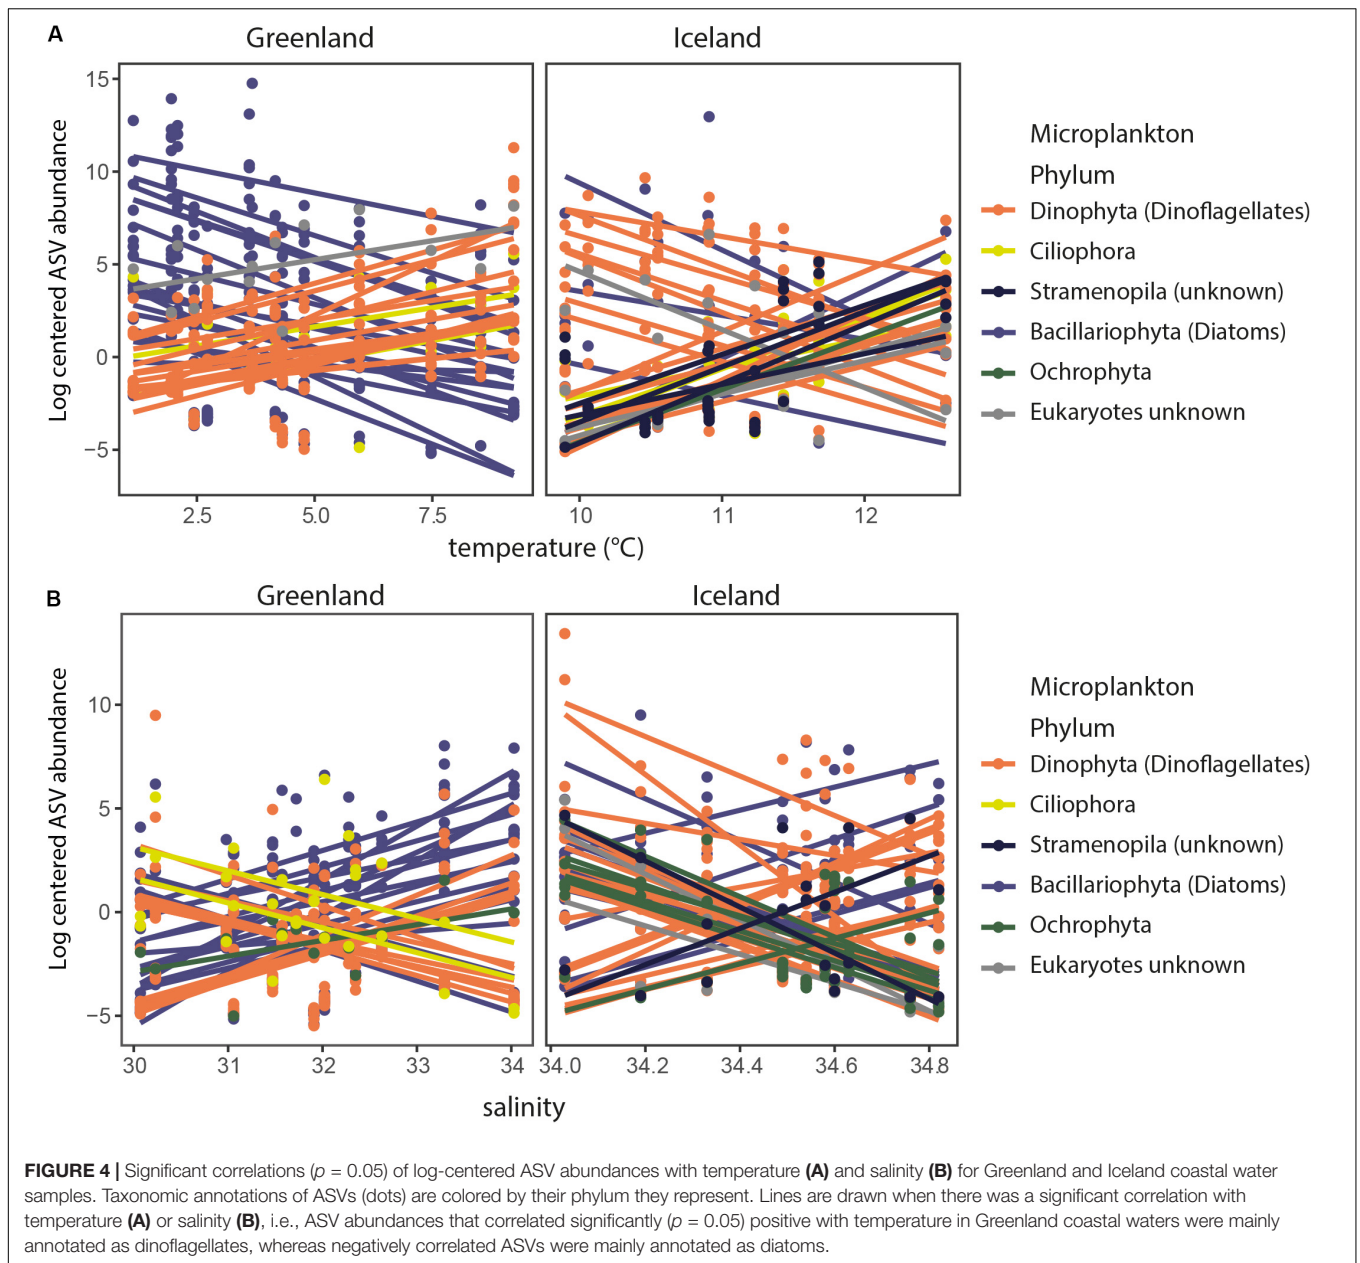 A
Greenland
Iceland
Log centered ASV abundance
15
10
5
0
−5
2.5
5.0
7.5
10
11
12
temperature (°C)
Microplankton
Phylum
Dinophyta (Dinoflagellates)
Ciliophora
Stramenopila (unknown)
Bacillariophyta (Diatoms)
Ochrophyta
Eukaryotes unknown
B
Greenland
Iceland
Log centered ASV abundance
10
5
0
−5
30
31
32
33
34
34.0
34.2
34.4
34.6
34.8
salinity
Microplankton
Phylum
Dinophyta (Dinoflagellates)
Ciliophora
Stramenopila (unknown)
Bacillariophyta (Diatoms)
Ochrophyta
Eukaryotes unknown
FIGURE 4 | Significant correlations (p = 0.05) of log-centered ASV abundances with temperature (A) and salinity (B) for Greenland and Iceland coastal water
samples. Taxonomic annotations of ASVs (dots) are colored by their phylum they represent. Lines are drawn when there was a significant correlation with
temperature (A) or salinity (B), i.e., ASV abundances that correlated significantly (p = 0.05) positive with temperature in Greenland coastal waters were mainly
annotated as dinoflagellates, whereas negatively correlated ASVs were mainly annotated as diatoms.